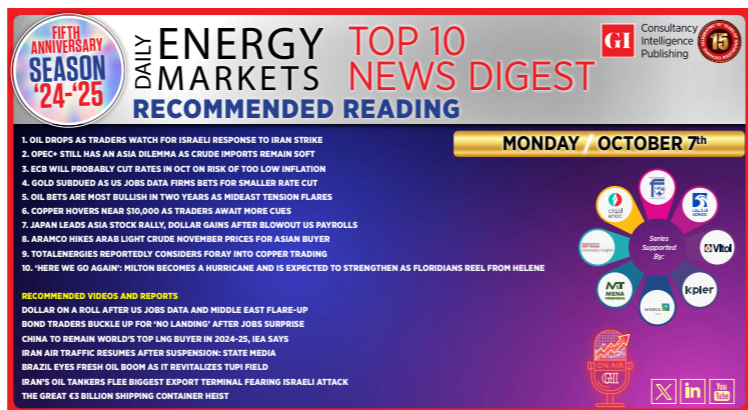 FIFTH
ANNIVERSARY
SEASON
'24-'25
DAILY
ENERGY
MARKETS
TOP 10
NEWS DIGEST
RECOMMENDED READING
GI
Consultancy
Intelligence
Publishing
15
MONDAY / OCTOBER 7th
1. OIL DROPS AS TRADERS WATCH FOR ISRAELI RESPONSE TO IRAN STRIKE
2. OPEC+ STILL HAS AN ASIA DILEMMA AS CRUDE IMPORTS REMAIN SOFT
3. ECB WILL PROBABLY CUT RATES IN OCT ON RISK OF TOO LOW INFLATION
4. GOLD SUBDUED AS US JOBS DATA FIRMS BETS FOR SMALLER RATE CUT
5. OIL BETS ARE MOST BULLISH IN TWO YEARS AS MIDEAST TENSION FLARES
6. COPPER HOVERS NEAR $10,000 AS TRADERS AWAIT MORE CUES
7. JAPAN LEADS ASIA STOCK RALLY, DOLLAR GAINS AFTER BLOWOUT US PAYROLLS
8. ARAMCO HIKES ARAB LIGHT CRUDE NOVEMBER PRICES FOR ASIAN BUYER
9. TOTALENERGIES REPORTEDLY CONSIDERS FORAY INTO COPPER TRADING
10. 'HERE WE GO AGAIN': MILTON BECOMES A HURRICANE AND IS EXPECTED TO STRENGTHEN AS FLORIDIANS REEL FROM HELENE
RECOMMENDED VIDEOS AND REPORTS
DOLLAR ON A ROLL AFTER US JOBS DATA AND MIDDLE EAST FLARE-UP
BOND TRADERS BUCKLE UP FOR 'NO LANDING' AFTER JOBS SURPRISE
CHINA TO REMAIN WORLD'S TOP LNG BUYER IN 2024-25, IEA SAYS
IRAN AIR TRAFFIC RESUMES AFTER SUSPENSION: STATE MEDIA
BRAZIL EYES FRESH OIL BOOM AS IT REVITALIZES TUPI FIELD
IRAN'S OIL TANKERS FLEE BIGGEST EXPORT TERMINAL FEARING ISRAELI ATTACK
THE GREAT €3 BILLION SHIPPING CONTAINER HEIST
Series
Supported
By:
اينوك
enoc
أدنوك
ADNOC
Vitol
kpler
aramco
MENA
ON AIR
GI
X
in
You
Tube